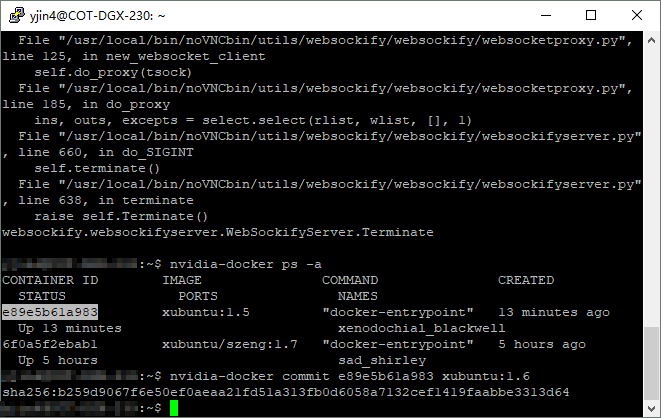 yjin4@COT-DGX-230: ~
File "/usr/local/bin/noVNCbin/utils/websockify/websockify/websocketproxy.py",
line 125, in new_websocket_client
self.do_proxy(tsock)
File "/usr/local/bin/noVNCbin/utils/websockify/websockify/websocketproxy.py",
line 185, in do_proxy
ins, outs, excepts = select.select(rlist, wlist, [], 1)
File "/usr/local/bin/noVNCbin/utils/websockify/websockify/websockifyserver.py"
, line 660, in do_SIGINT
self.terminate()
File "/usr/local/bin/noVNCbin/utils/websockify/websockify/websockifyserver.py"
, line 638, in terminate
raise self.Terminate()
websockify.websockifyserver.WebSockifyServer.Terminate
:~$ nvidia-docker ps -a
CONTAINER ID IMAGE COMMAND CREATED
STATUS PORTS NAMES
e89e5b61a983 xubuntu:1.5 "docker-entrypoint" 13 minutes ago
Up 13 minutes xenodochial_blackwell
6f0a5f2ebab1 xubuntu/szeng:1.7 "docker-entrypoint" 5 hours ago
Up 5 hours sad_shirley
:~$ nvidia-docker commit e89e5b61a983 xubuntu:1.6
sha256:b259d9067f6e50ef0aeaa21fd51a313fb0d6058a7132cef1419faabbe3313d64
:~$